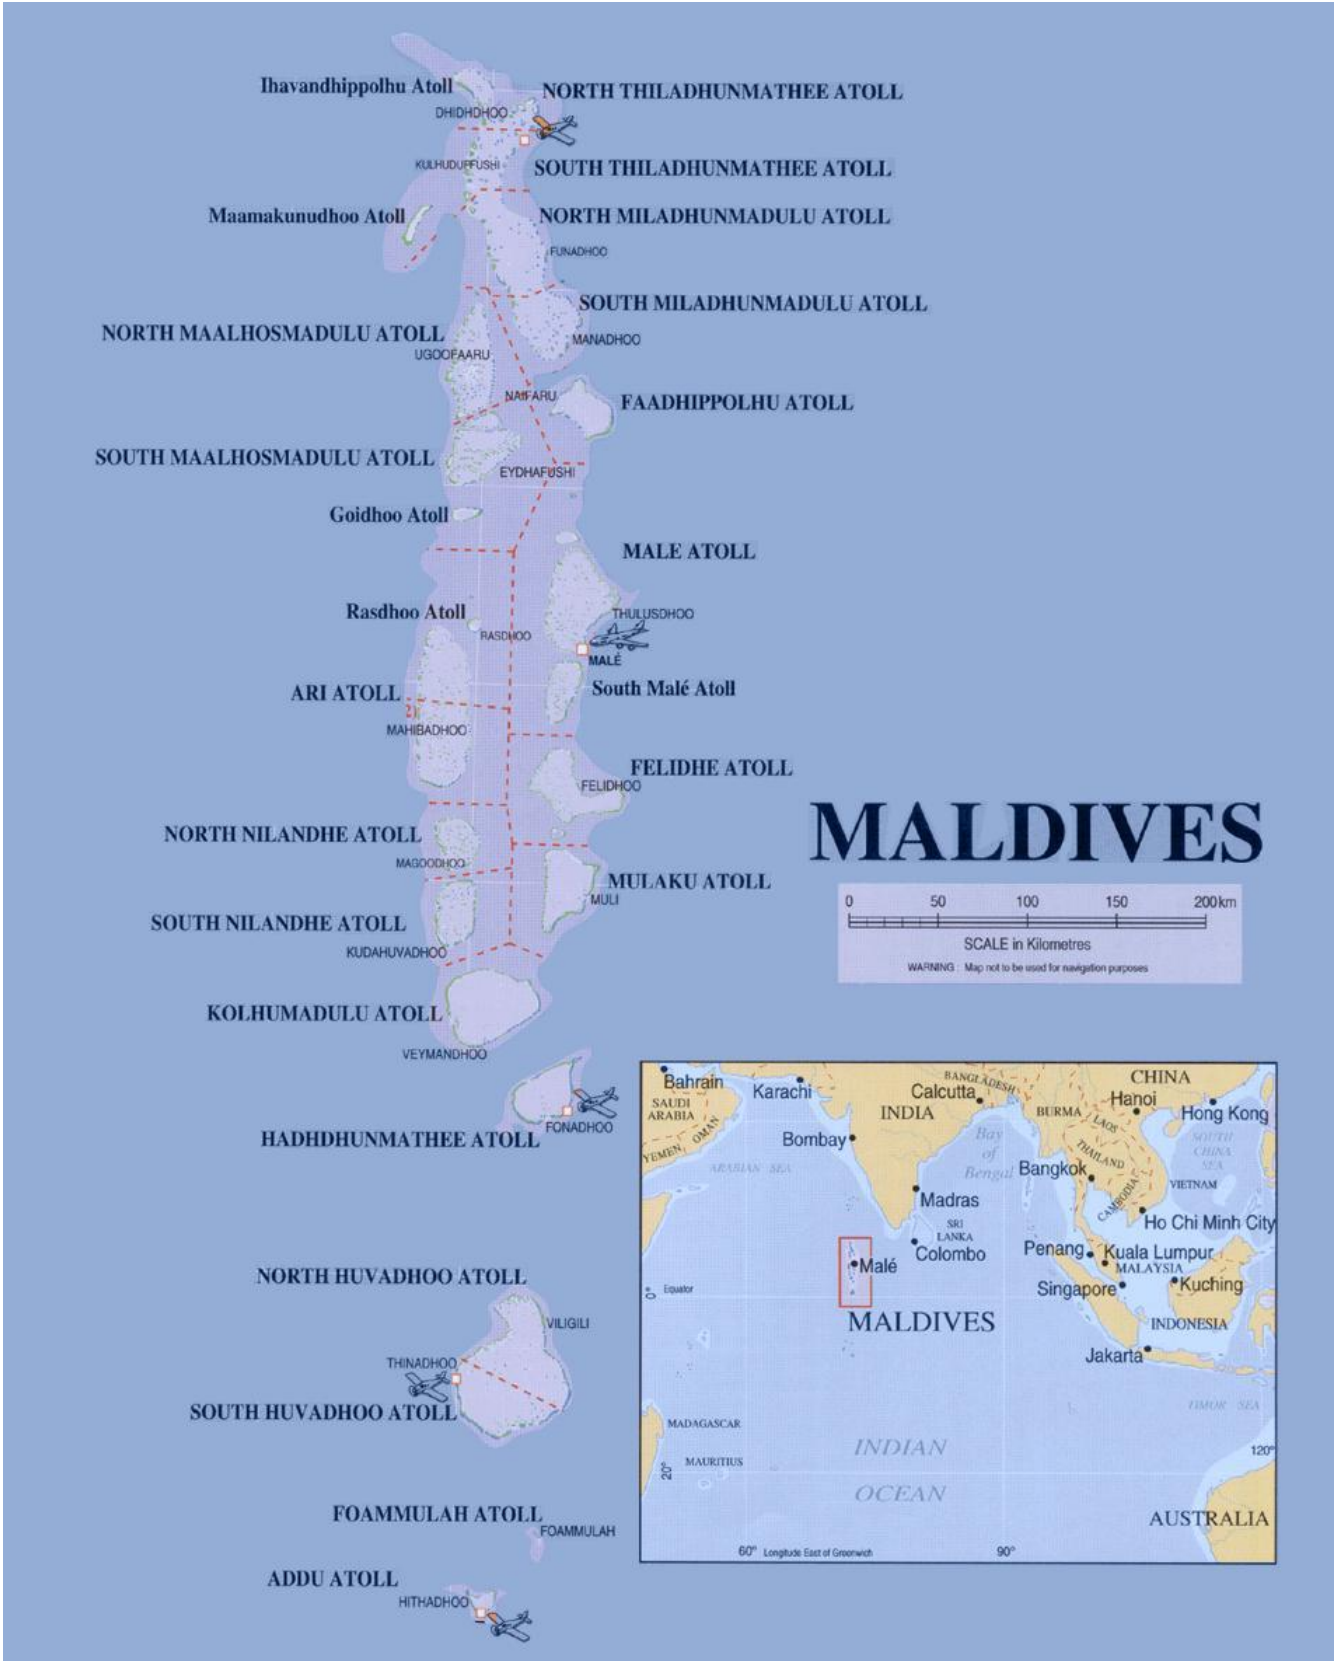 Ihavandhippolhu Atoll
NORTH THILADHUNMATHEE ATOLL
DHIDHDHOO
KULHUDUFFUSHI
SOUTH THILADHUNMATHEE ATOLL
Maamakunudhoo Atoll
NORTH MILADHUNMADULU ATOLL
FUNADHOO
SOUTH MILADHUNMADULU ATOLL
NORTH MAALHOSMADULU ATOLL
MANADHOO
UGOOFAARU
NAIFARU
FAADHIPPOLHU ATOLL
SOUTH MAALHOSMADULU ATOLL
EYDHAFUSHI
Goidhoo Atoll
MALE ATOLL
Rasdhoo Atoll
THULUSDHOO
RASDHOO
MALÉ
South Malé Atoll
ARI ATOLL
MAHIBADHOO
FELIDHE ATOLL
FELIDHOO
NORTH NILANDHE ATOLL
MAGOODHOO
MULAKU ATOLL
MULI
SOUTH NILANDHE ATOLL
KUDAHUVADHOO
KOLHUMADULU ATOLL
VEYMANDHOO
FONADHOO
HADHDHUNMATHEE ATOLL
NORTH HUVADHOO ATOLL
VILIGILI
THINADHOO
SOUTH HUVADHOO ATOLL
FOAMMULAH ATOLL
FOAMMULAH
ADDU ATOLL
HITHADHOO
MALDIVES
0 50 100 150 200km
SCALE in Kilometres
WARNING : Map not to be used for navigation purposes
Bahrain
Karachi
Calcutta
BANGLADESH
CHINA
SAUDI
ARABIA
INDIA
BURMA
Hanoi
LAOS
Hong Kong
YEMEN
OMAN
Bombay
Bay
of
Bengal
SOUTH
CHINA
SEA
ARABIAN SEA
THAILAND
Bangkok
VIETNAM
CAMBODIA
Madras
SRI
LANKA
Colombo
Ho Chi Minh City
Penang
Kuala Lumpur
MALAYSIA
Malé
Singapore
Kuching
0° Equator
MALDIVES
INDONESIA
Jakarta
TIMOR SEA
MADAGASCAR
MAURITIUS
INDIAN
OCEAN
120°
20°
AUSTRALIA
60° Longitude East of Greenwich
90°